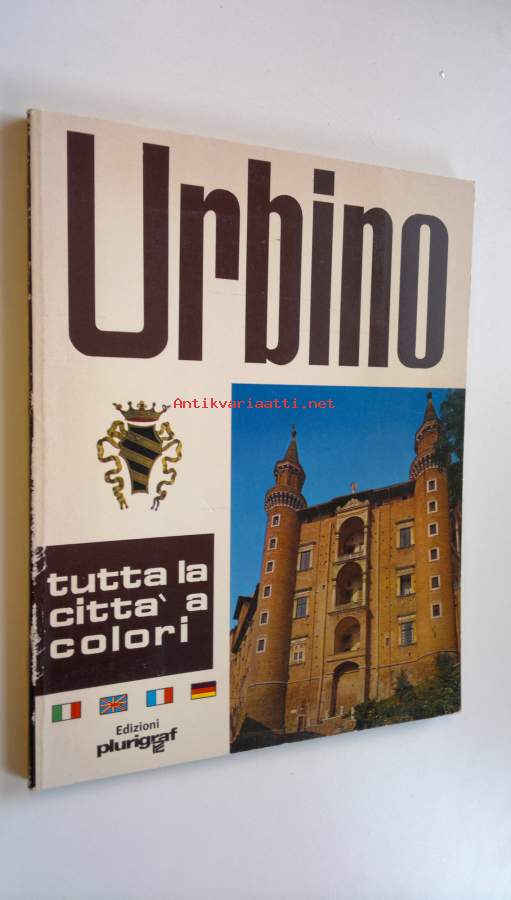 Urbino
Antikvariaatti.net
tutta la
citta` a
colori
Edizioni
plurigraf